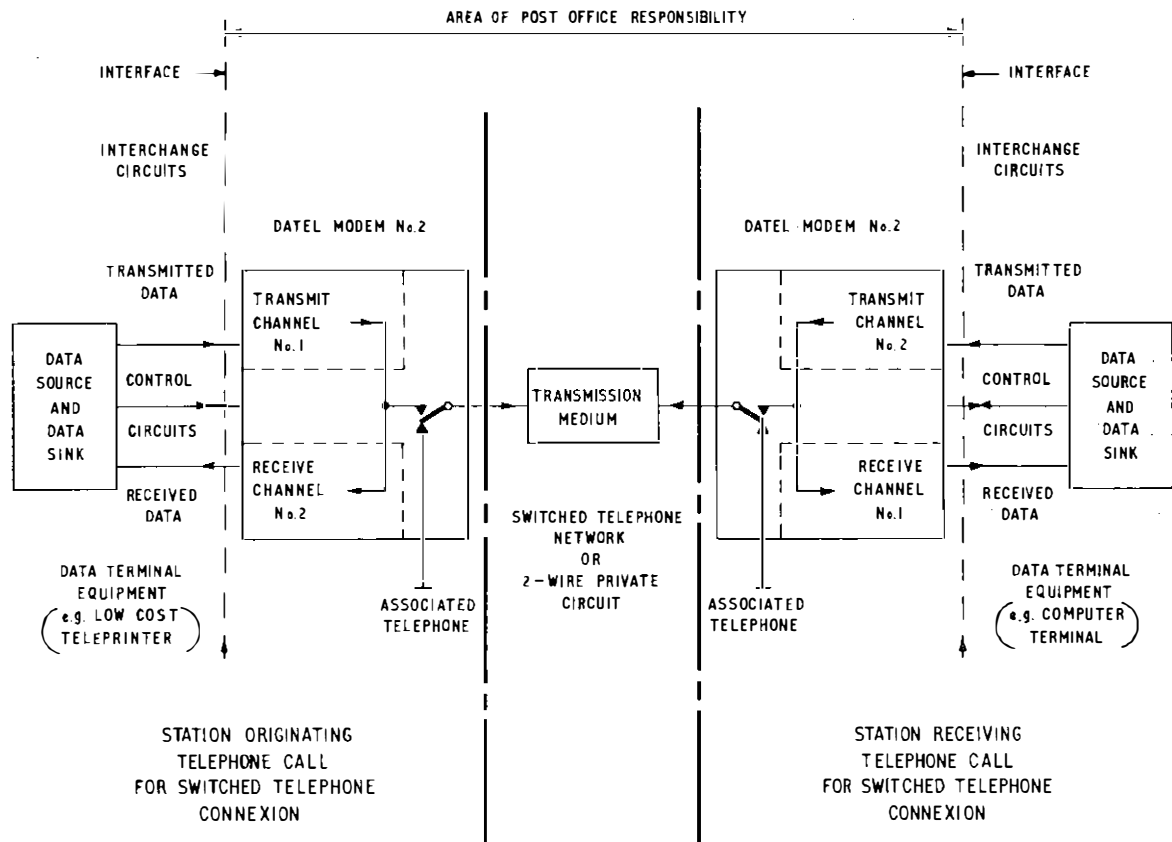 AREA OF POST OFFICE RESPONSIBILITY
INTERFACE
INTERFACE
INTERCHANGE
CIRCUITS
INTERCHANGE
CIRCUITS
DATEL MODEM No.2
DATEL MODEM No.2
TRANSMITTED
DATA
TRANSMIT
CHANNEL
No.1
TRANSMIT
CHANNEL
No.2
TRANSMITTED
DATA
DATA
SOURCE
AND
DATA
SINK
CONTROL
CIRCUITS
TRANSMISSION
MEDIUM
CONTROL
CIRCUITS
DATA
SOURCE
AND
DATA
SINK
RECEIVED
DATA
RECEIVE
CHANNEL
No.2
RECEIVE
CHANNEL
No.1
RECEIVED
DATA
SWITCHED TELEPHONE
NETWORK
OR
2-WIRE PRIVATE
CIRCUIT
DATA TERMINAL
EQUIPMENT
(e.g. LOW COST
TELEPRINTER)
ASSOCIATED
TELEPHONE
ASSOCIATED
TELEPHONE
DATA TERMINAL
EQUIPMENT
(e.g. COMPUTER
TERMINAL)
STATION ORIGINATING
TELEPHONE CALL
FOR SWITCHED TELEPHONE
CONNEXION
STATION RECEIVING
TELEPHONE CALL
FOR SWITCHED TELEPHONE
CONNEXION